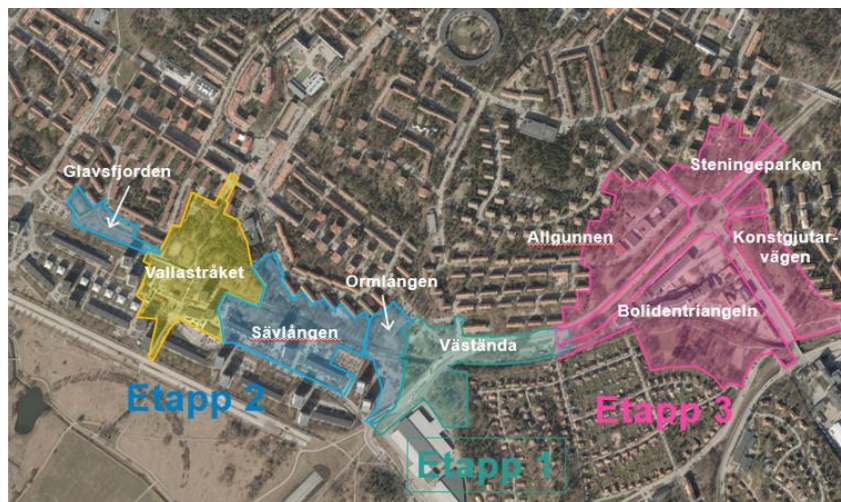 Steningeparken
Glavsfjorden
Allgunnen
Konstgjutar-
vägen
Vallastråket
Ormlången
Bolidentriangeln
Sävlången
Västända
Etapp 2
Etapp 3
Etapp 1